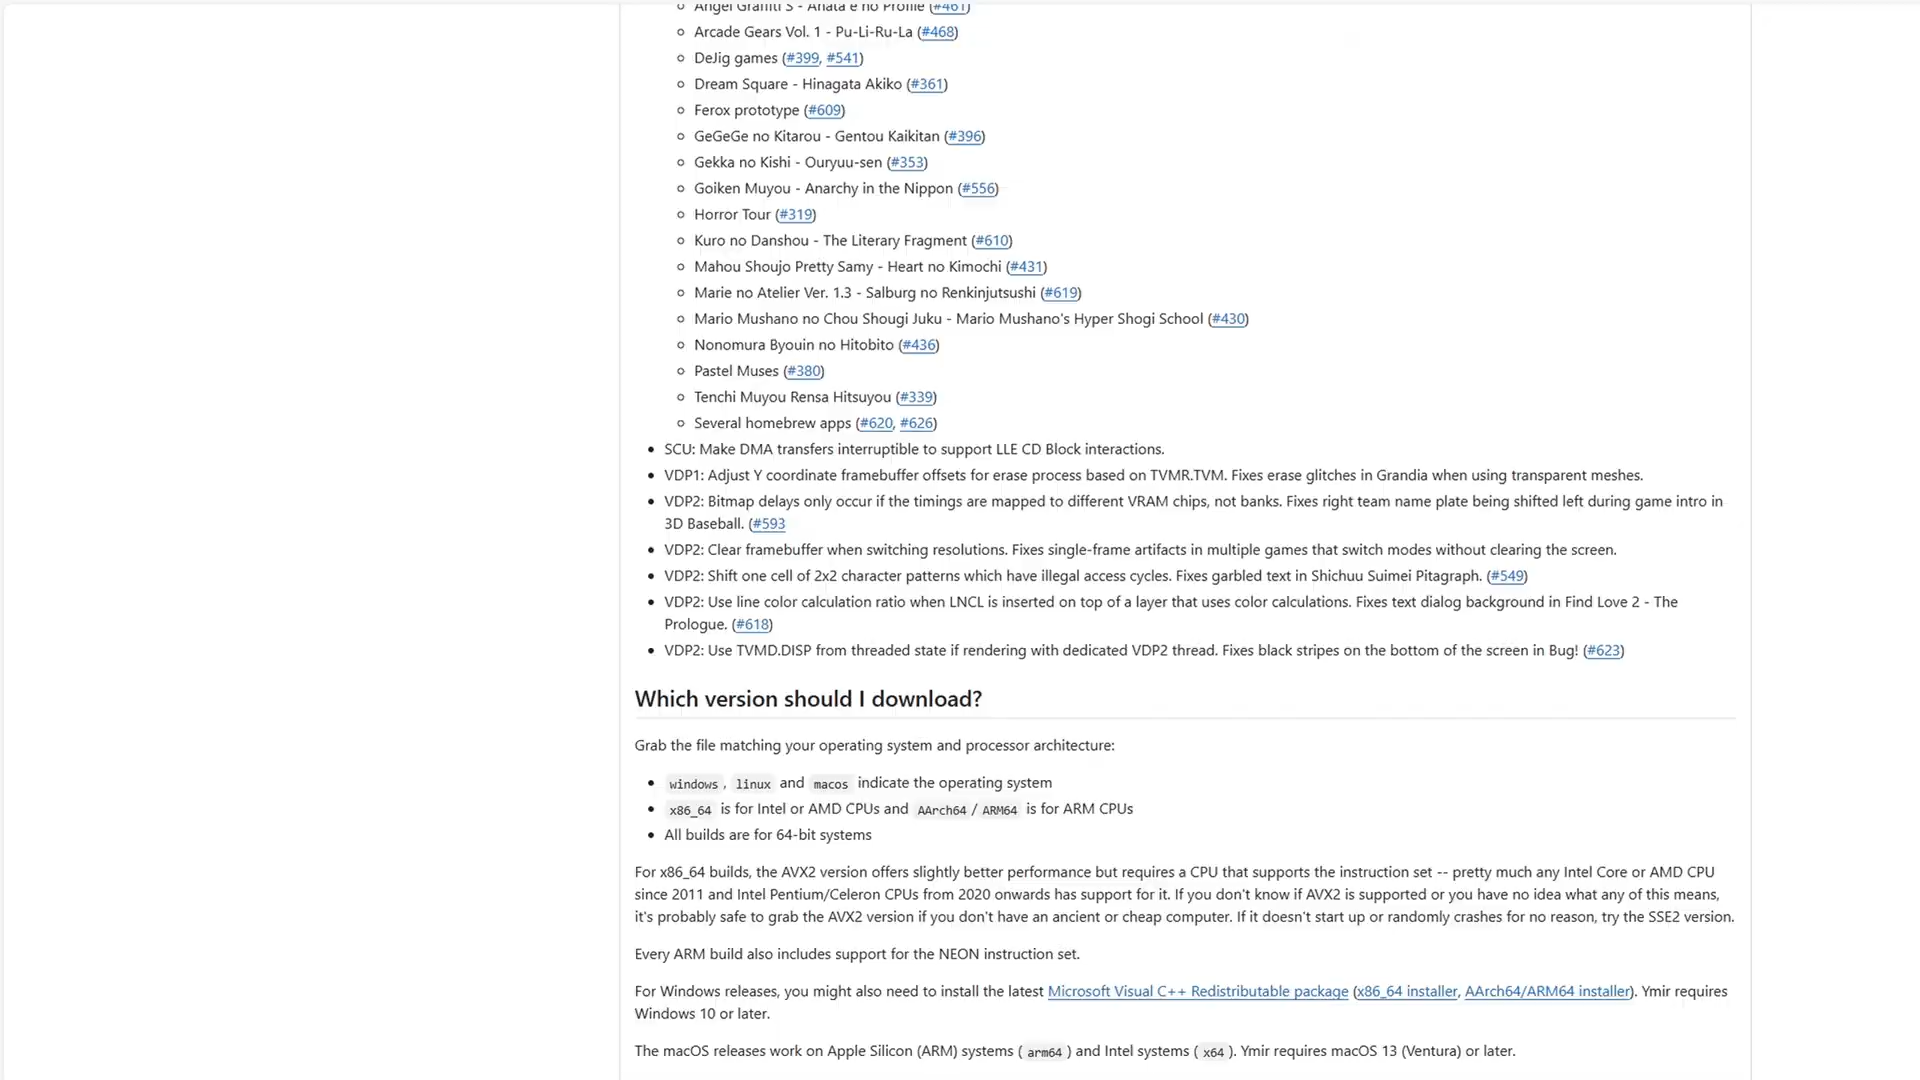 Angel Graffiti S - Anata e no Profile (#461)
Arcade Gears Vol. 1 - Pu-Li-Ru-La (#468)
DeJig games (#399, #541)
Dream Square - Hinagata Akiko (#361)
Ferox prototype (#609)
GeGeGe no Kitarou - Gentou Kaikitan (#396)
Gekka no Kishi - Ouryuu-sen (#353)
Goiken Muyou - Anarchy in the Nippon (#556)
Horror Tour (#319)
Kuro no Danshou - The Literary Fragment (#610)
Mahou Shoujo Pretty Samy - Heart no Kimochi (#431)
Marie no Atelier Ver. 1.3 - Salburg no Renkinjutsushi (#619)
Mario Mushano no Chou Shougi Juku - Mario Mushano's Hyper Shogi School (#430)
Nonomura Byouin no Hitobito (#436)
Pastel Muses (#380)
Tenchi Muyou Rensa Hitsuyou (#339)
Several homebrew apps (#620, #626)
SCU: Make DMA transfers interruptible to support LLE CD Block interactions.
VDP1: Adjust Y coordinate framebuffer offsets for erase process based on TVMR.TVM. Fixes erase glitches in Grandia when using transparent meshes.
VDP2: Bitmap delays only occur if the timings are mapped to different VRAM chips, not banks. Fixes right team name plate being shifted left during game intro in
3D Baseball. (#593
VDP2: Clear framebuffer when switching resolutions. Fixes single-frame artifacts in multiple games that switch modes without clearing the screen.
VDP2: Shift one cell of 2x2 character patterns which have illegal access cycles. Fixes garbled text in Shichuu Suimei Pitagraph. (#549)
VDP2: Use line color calculation ratio when LNCL is inserted on top of a layer that uses color calculations. Fixes text dialog background in Find Love 2 - The
Prologue. (#618)
VDP2: Use TVMD.DISP from threaded state if rendering with dedicated VDP2 thread. Fixes black stripes on the bottom of the screen in Bug! (#623)
Which version should I download?
Grab the file matching your operating system and processor architecture:
windows, linux and macos indicate the operating system
x86_64 is for Intel or AMD CPUs and AArch64 / ARM64 is for ARM CPUs
All builds are for 64-bit systems
For x86_64 builds, the AVX2 version offers slightly better performance but requires a CPU that supports the instruction set -- pretty much any Intel Core or AMD CPU
since 2011 and Intel Pentium/Celeron CPUs from 2020 onwards has support for it. If you don't know if AVX2 is supported or you have no idea what any of this means,
it's probably safe to grab the AVX2 version if you don't have an ancient or cheap computer. If it doesn't start up or randomly crashes for no reason, try the SSE2 version.
Every ARM build also includes support for the NEON instruction set.
For Windows releases, you might also need to install the latest Microsoft Visual C++ Redistributable package (x86_64 installer, AArch64/ARM64 installer). Ymir requires
Windows 10 or later.
The macOS releases work on Apple Silicon (ARM) systems (arm64) and Intel systems (x64). Ymir requires macOS 13 (Ventura) or later.